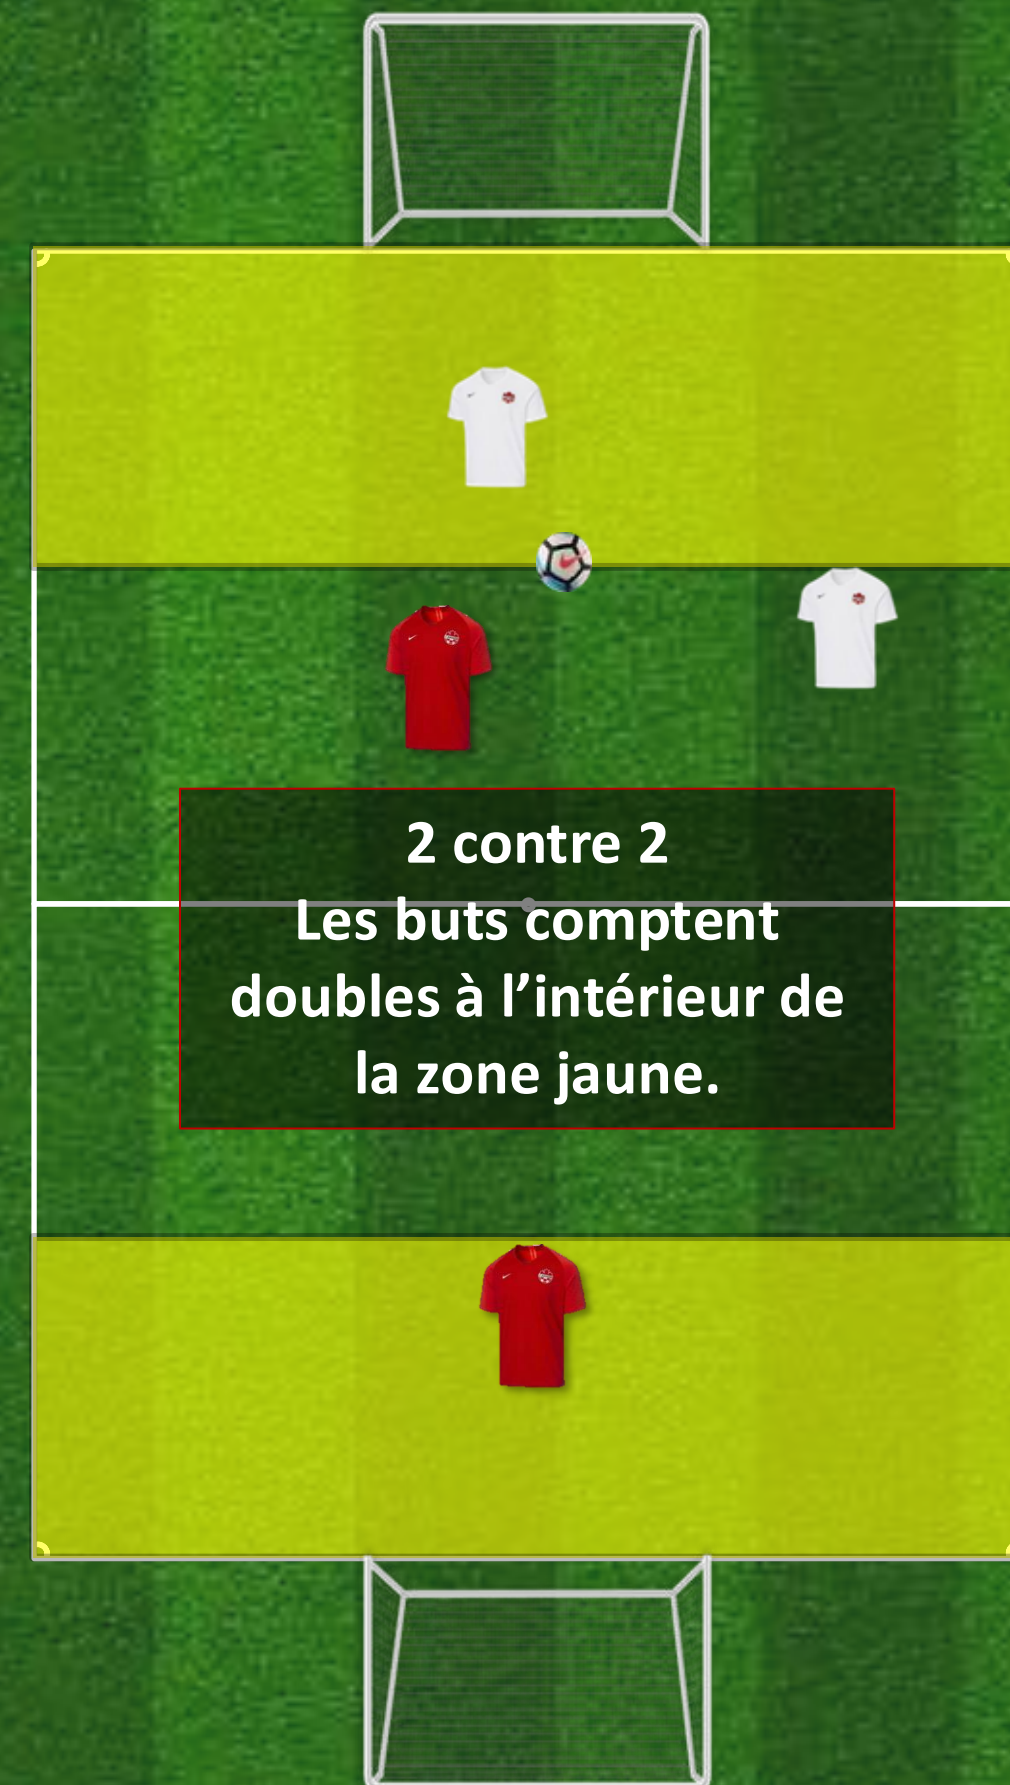 2 contre 2
Les buts comptent
doubles à l’intérieur de
la zone jaune.